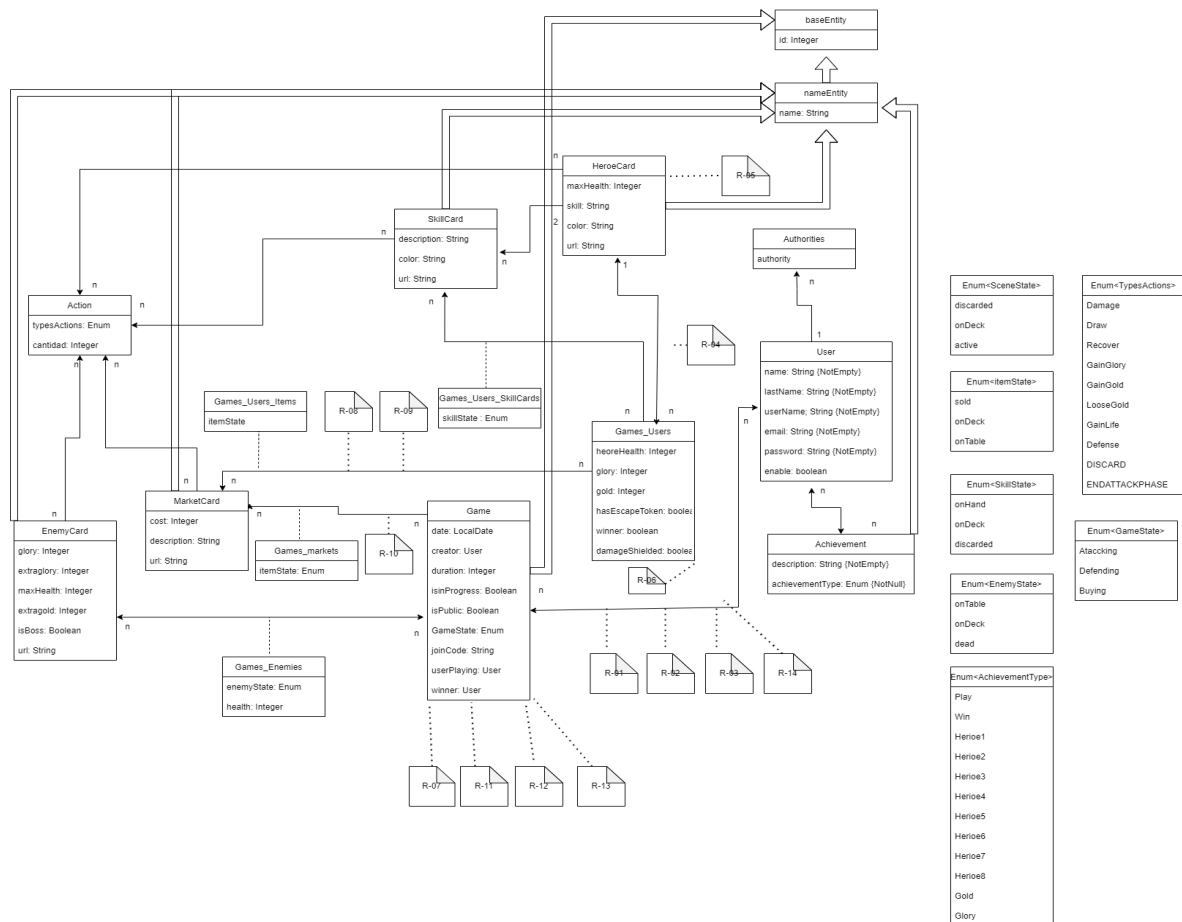 baseEntity
id: Integer
nameEntity
name: String
n
HeroeCard
maxHealth: Integer
skill: String
color: String
url: String
2
1
R-05
SkillCard
description: String
color: String
url: String
n
n
n
Authorities
authority
n
1
Action
typesActions: Enum
cantidad: Integer
n
n
n
User
name: String {NotEmpty}
lastName: String {NotEmpty}
userName; String {NotEmpty}
email: String {NotEmpty}
password: String {NotEmpty}
enable: boolean
n
n
R-04
Games_Users_Items
itemState
R-08
R-09
Games_Users_SkillCards
skillState : Enum
n
n
n
Games_Users
heoreHealth: Integer
glory: Integer
gold: Integer
hasEscapeToken: boolea
winner: boolean
damageShielded: boolea
R-06
n
Achievement
description: String {NotEmpty}
achievementType: Enum {NotNull}
n
MarketCard
cost: Integer
description: String
url: String
n
n
Games_markets
itemState: Enum
R-10
EnemyCard
glory: Integer
extraglory: Integer
maxHealth: Integer
extragold: Integer
isBoss: Boolean
url: String
n
Games_Enemies
enemyState: Enum
health: Integer
n
Game
date: LocalDate
creator: User
duration: Integer
isinProgress: Boolean
isPublic: Boolean
GameState: Enum
joinCode: String
userPlaying: User
winner: User
n
R-01
R-02
R-03
R-14
R-07
R-11
R-12
R-13
Enum<SceneState>
discarded
onDeck
active
Enum<itemState>
sold
onDeck
onTable
Enum<SkillState>
onHand
onDeck
discarded
Enum<EnemyState>
onTable
onDeck
dead
Enum<AchievementType>
Play
Win
Herioe1
Herioe2
Herioe3
Herioe4
Herioe5
Herioe6
Herioe7
Herioe8
Gold
Glory
Enum<TypesActions>
Damage
Draw
Recover
GainGlory
GainGold
LooseGold
GainLife
Defense
DISCARD
ENDATTACKPHASE
Enum<GameState>
Ataccking
Defending
Buying